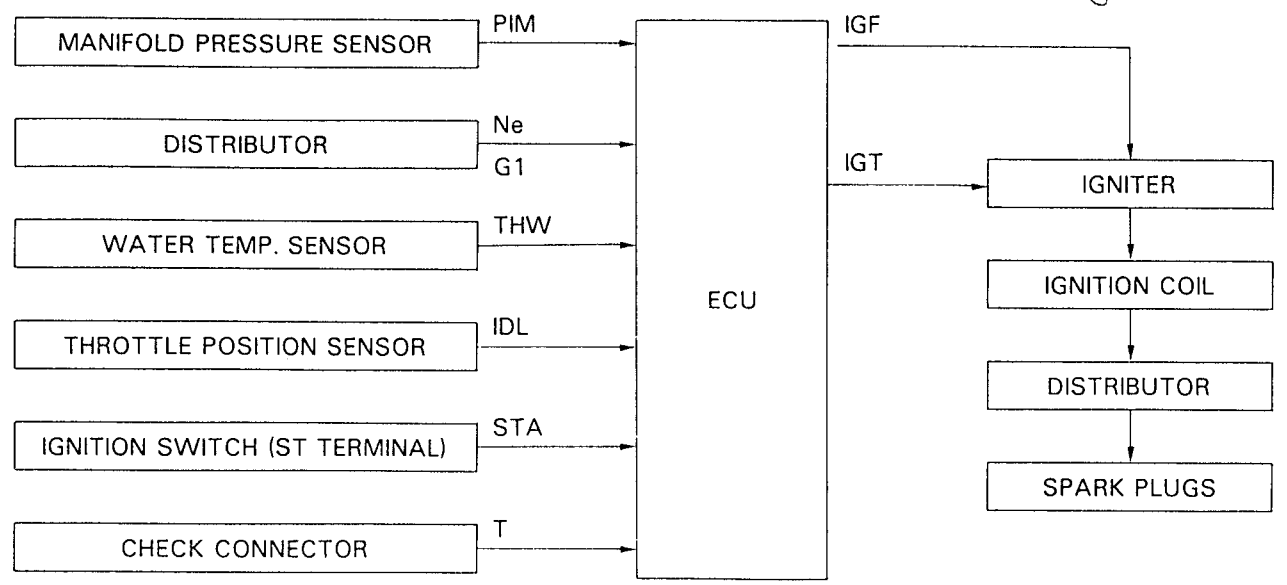 PIM
MANIFOLD PRESSURE SENSOR
Ne
DISTRIBUTOR
G1
THW
WATER TEMP. SENSOR
IDL
THROTTLE POSITION SENSOR
STA
IGNITION SWITCH (ST TERMINAL)
T
CHECK CONNECTOR
ECU
IGF
IGT
IGNITER
IGNITION COIL
DISTRIBUTOR
SPARK PLUGS